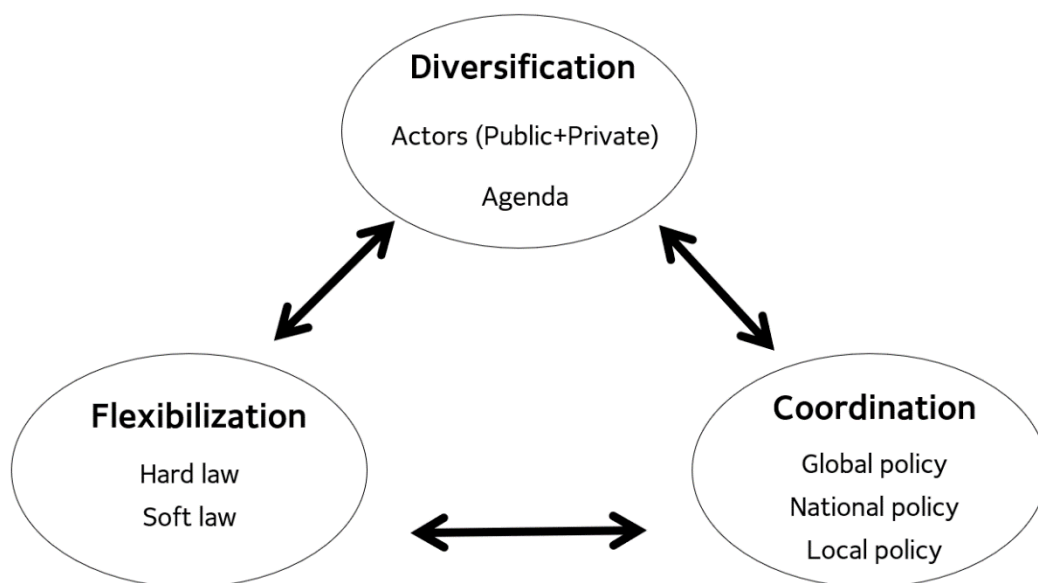 Diversification
Actors (Public+Private)
Agenda
Flexibilization
Hard law
Soft law
Coordination
Global policy
National policy
Local policy